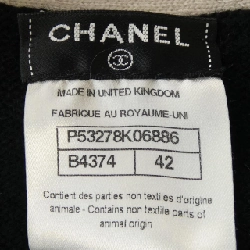 CHANEL
MADE IN UNITED KINGDOM
FABRIQUE AU ROYAUME-UNI
P53278K06886
B4374 42
Contient des parties non textiles d'origine
animale - Contains non
textile parts of
animal origin